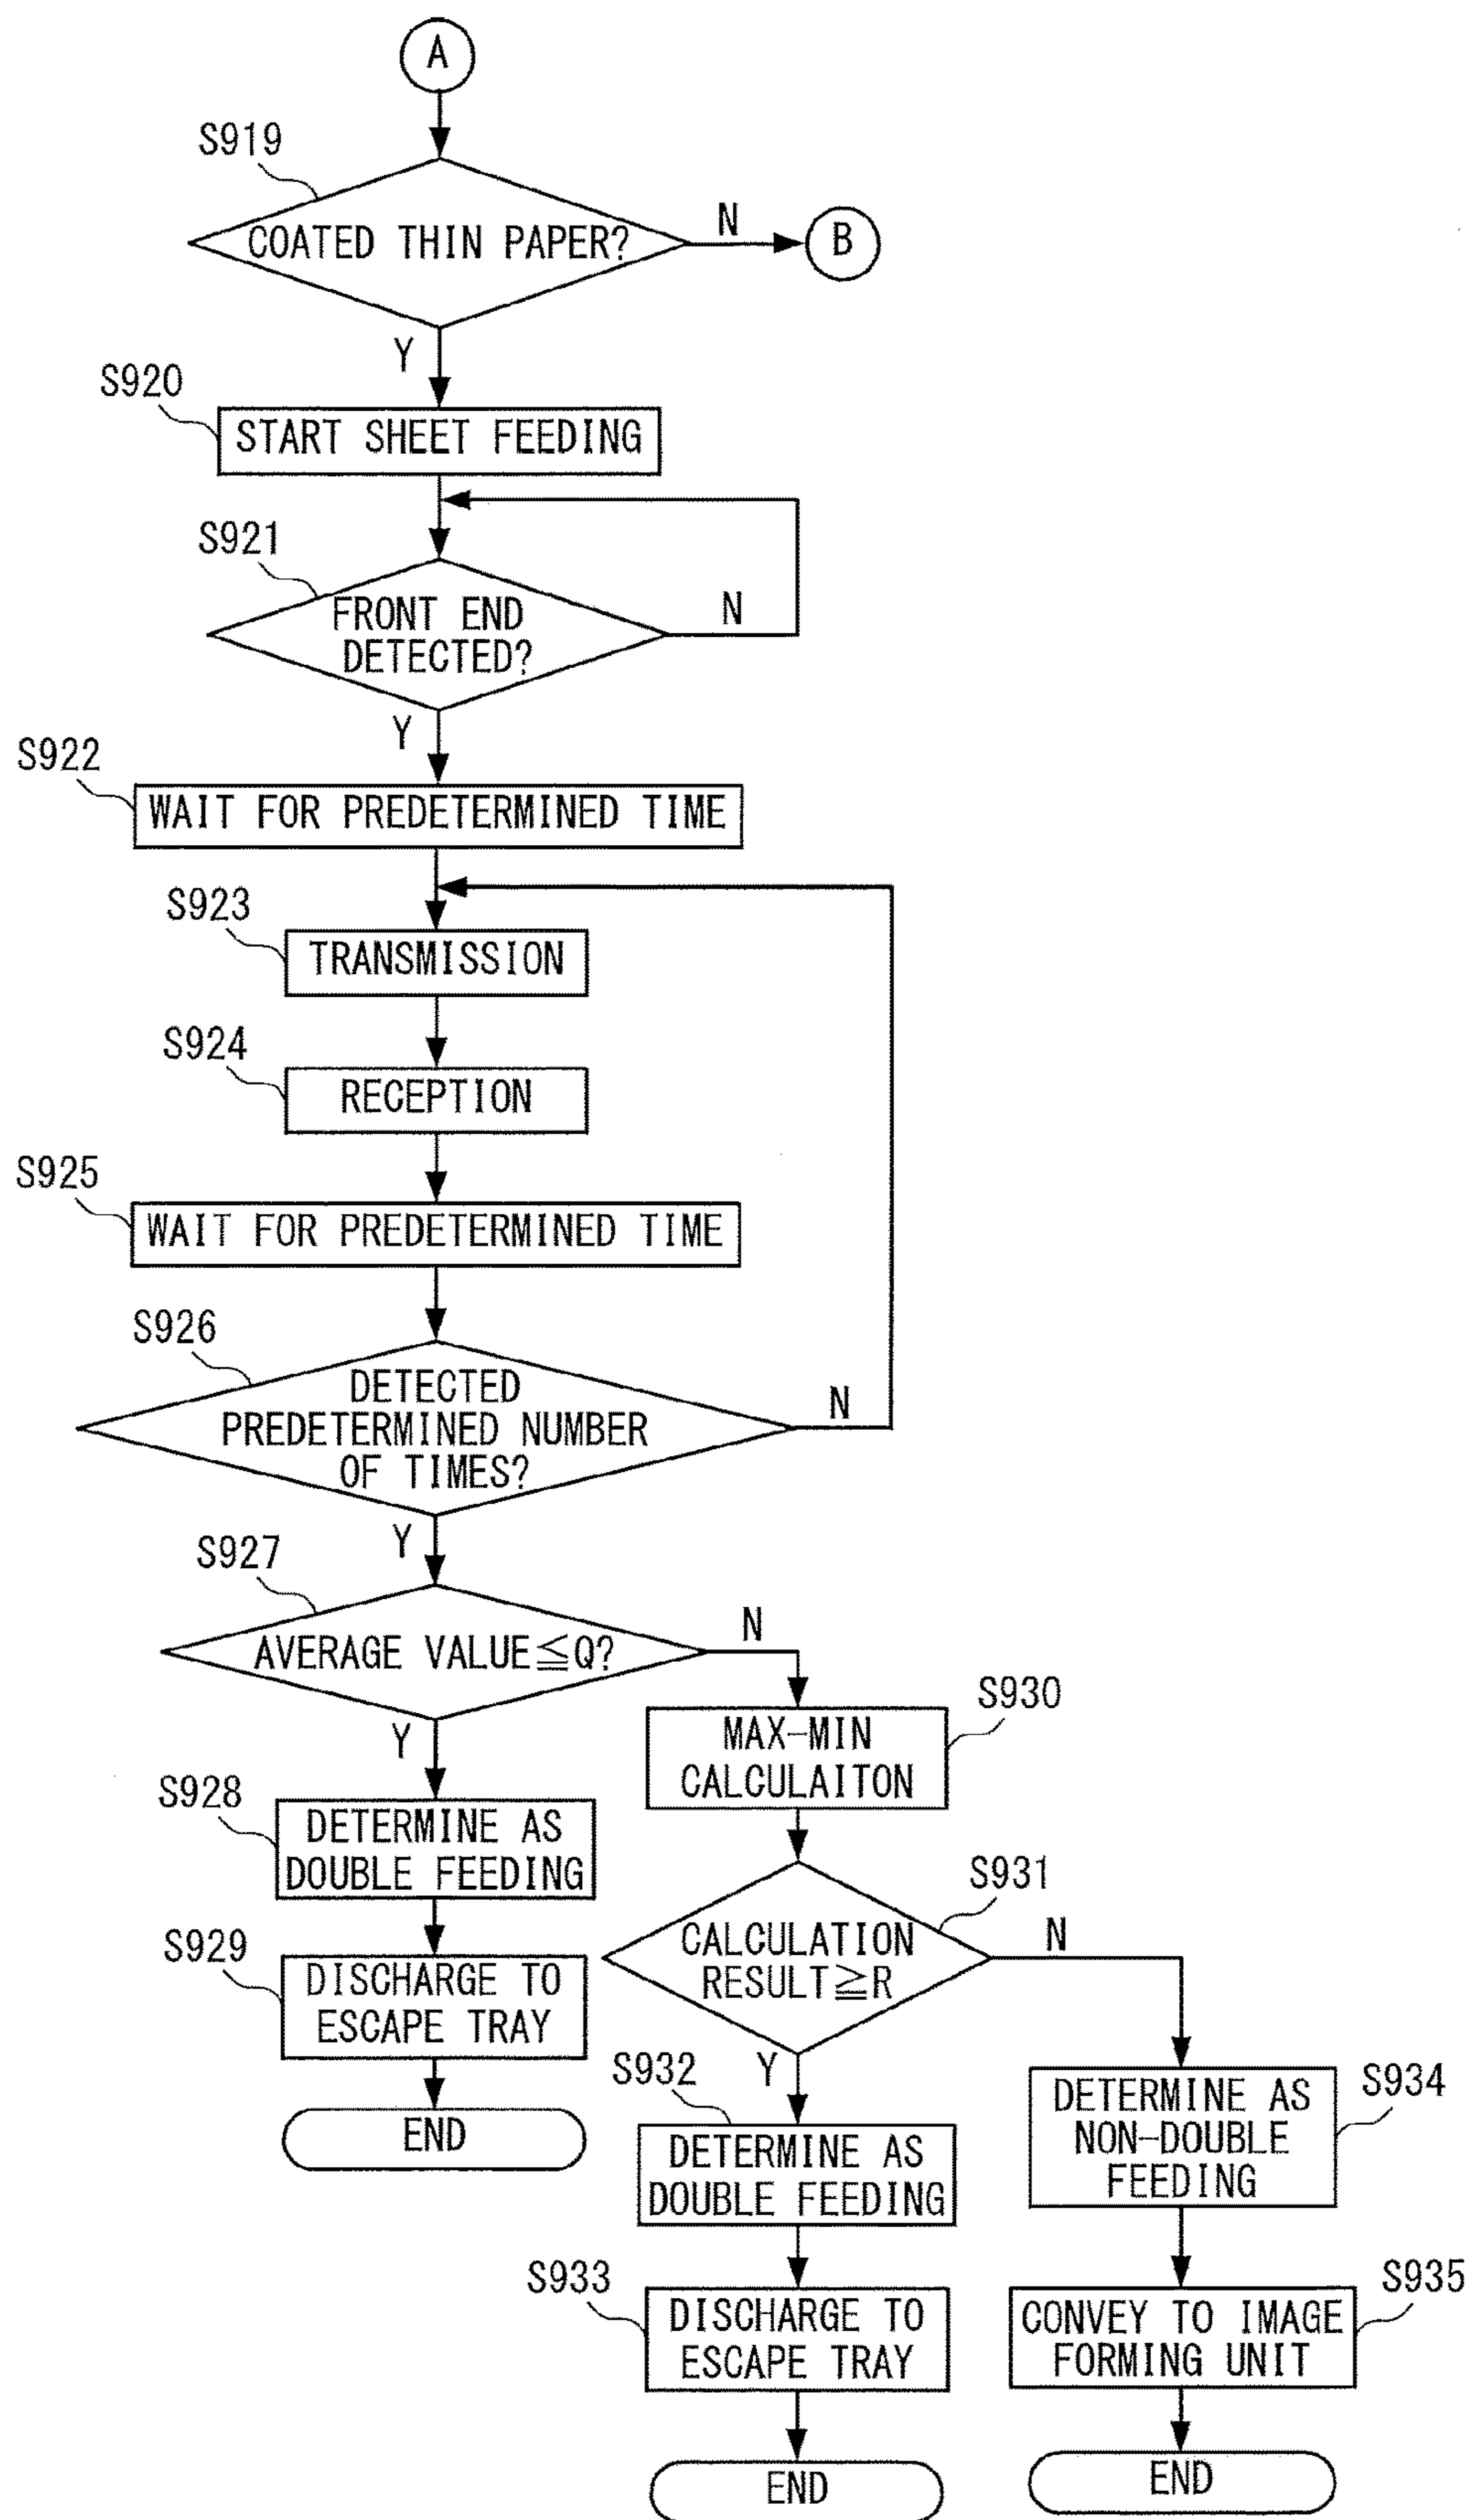 A
S919
COATED THIN PAPER?
N
B
Y
S920
START SHEET FEEDING
S921
FRONT END
DETECTED?
N
Y
S922
WAIT FOR PREDETERMINED TIME
S923
TRANSMISSION
S924
RECEPTION
S925
WAIT FOR PREDETERMINED TIME
S926
DETECTED
PREDETERMINED NUMBER
OF TIMES?
N
Y
S927
AVERAGE VALUE≦Q?
N
Y
S930
MAX-MIN
CALCULAITON
S928
DETERMINE AS
DOUBLE FEEDING
S931
CALCULATION
RESULT≧R
N
Y
S929
DISCHARGE TO
ESCAPE TRAY
END
S932
DETERMINE AS
DOUBLE FEEDING
S934
DETERMINE AS
NON-DOUBLE
FEEDING
S933
DISCHARGE TO
ESCAPE TRAY
S935
CONVEY TO IMAGE
FORMING UNIT
END
END